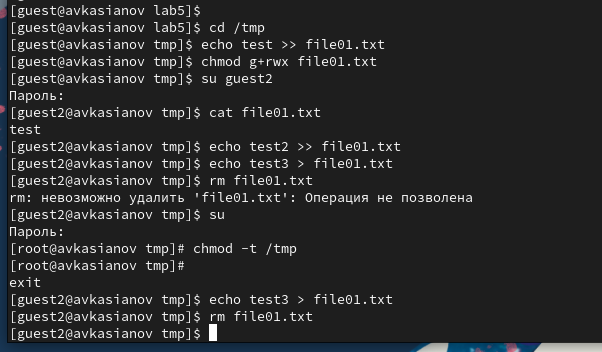 [guest@avkasianov lab5]$
[guest@avkasianov lab5]$ cd /tmp
[guest@avkasianov tmp]$ echo test >> file01.txt
[guest@avkasianov tmp]$ chmod g+rwx file01.txt
[guest@avkasianov tmp]$ su guest2
Пароль:
[guest2@avkasianov tmp]$ cat file01.txt
test
[guest2@avkasianov tmp]$ echo test2 >> file01.txt
[guest2@avkasianov tmp]$ echo test3 > file01.txt
[guest2@avkasianov tmp]$ rm file01.txt
rm: невозможно удалить 'file01.txt': Операция не позволена
[guest2@avkasianov tmp]$ su
Пароль:
[root@avkasianov tmp]# chmod -t /tmp
[root@avkasianov tmp]#
exit
[guest2@avkasianov tmp]$ echo test3 > file01.txt
[guest2@avkasianov tmp]$ rm file01.txt
[guest2@avkasianov tmp]$